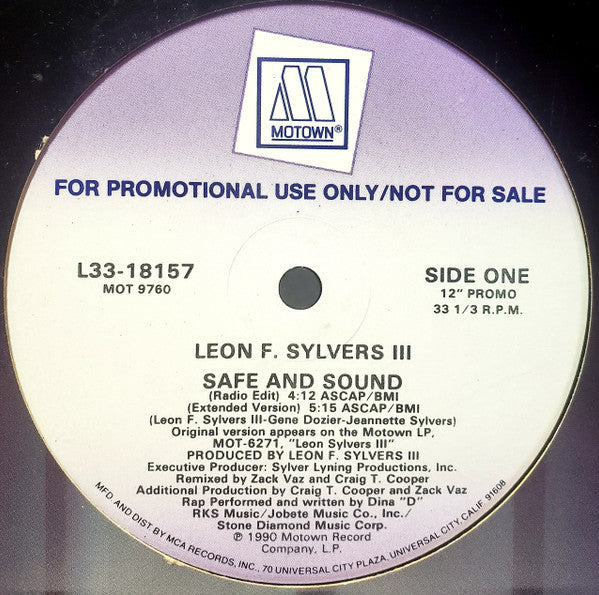 MOTOWN®
FOR PROMOTIONAL USE ONLY/NOT FOR SALE
L33-18157
MOT 9760
SIDE ONE
12" PROMO
33 1/3 R.P.M.
LEON F. SYLVERS III
SAFE AND SOUND
(Radio Edit) 4:12 ASCAP/BMI
(Extended Version) 5:15 ASCAP/BMI
(Leon F. Sylvers III-Gene Dozier-Jeannette Sylvers)
Original version appears on the Motown LP,
MOT-6271, "Leon Sylvers III"
PRODUCED BY LEON F. SYLVERS III
Executive Producer: Sylver Lyning Productions, Inc.
Remixed by Zack Vaz and Craig T. Cooper
Additional Production by Craig T. Cooper and Zack Vaz
Rap Performed and written by Dina "D"
RKS Music/Jobete Music Co., Inc./
Stone Diamond Music Corp.
℗ 1990 Motown Record
Company, L.P.
MFD AND DIST. BY MCA RECORDS, INC., 70 UNIVERSAL CITY PLAZA, UNIVERSAL CITY, CALIF. 91608